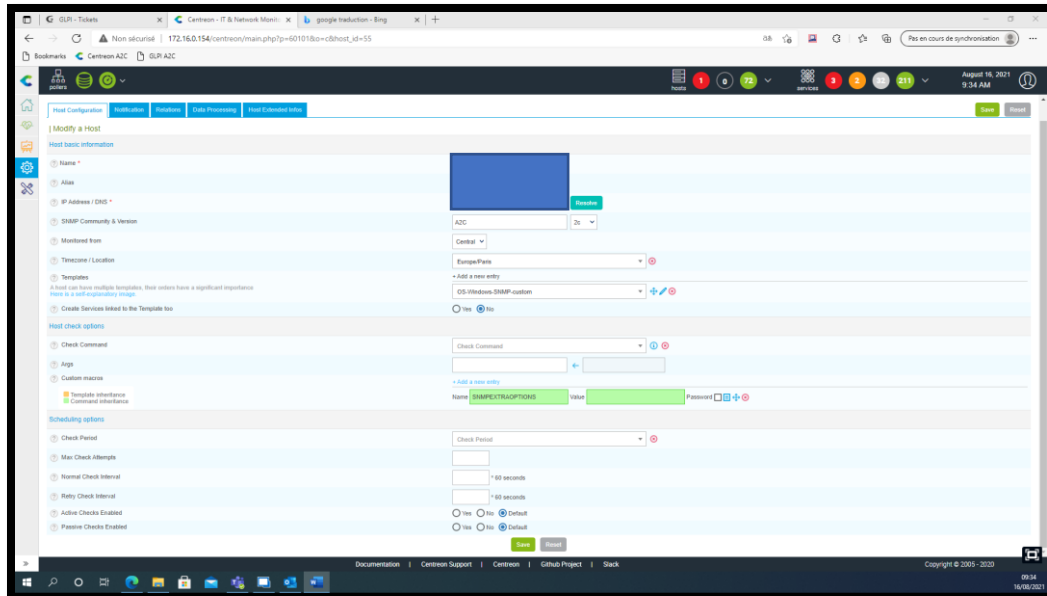 GLPI - Tickets
Centreon - IT & Network Monito
google traduction - Bing
Non sécurisé | 172.16.0.154/centreon/main.php?p=60101&o=c&host_id=55
Pas en cours de synchronisation
Bookmarks Centreon A2C GLPI A2C
pollers
hosts
1 0 72
services
3 2 211
August 16, 2021
9:34 AM
Host Configuration Notification Relations Data Processing Host Extended Infos
Save Reset
| Modify a Host
Host basic information
Name *
Alias
IP Address / DNS *
Resolve
SNMP Community & Version
A2C 2c
Monitored from
Central
Timezone / Location
Europe/Paris
Templates
A host can have multiple templates, their orders have a significant importance
Here is a self-explanatory image.
+ Add a new entry
OS-Windows-SNMP-custom
Create Services linked to the Template too
Yes No
Host check options
Check Command
Check Command
Args
Custom macros
Template inheritance
Command inheritance
+ Add a new entry
Name SNMPEXTRAOPTIONS Value Password
Scheduling options
Check Period
Check Period
Max Check Attempts
Normal Check Interval
* 60 seconds
Retry Check Interval
* 60 seconds
Active Checks Enabled
Yes No Default
Passive Checks Enabled
Yes No Default
Save Reset
Documentation | Centreon Support | Centreon | Github Project | Slack
Copyright © 2005 - 2020
09:34
16/08/2021